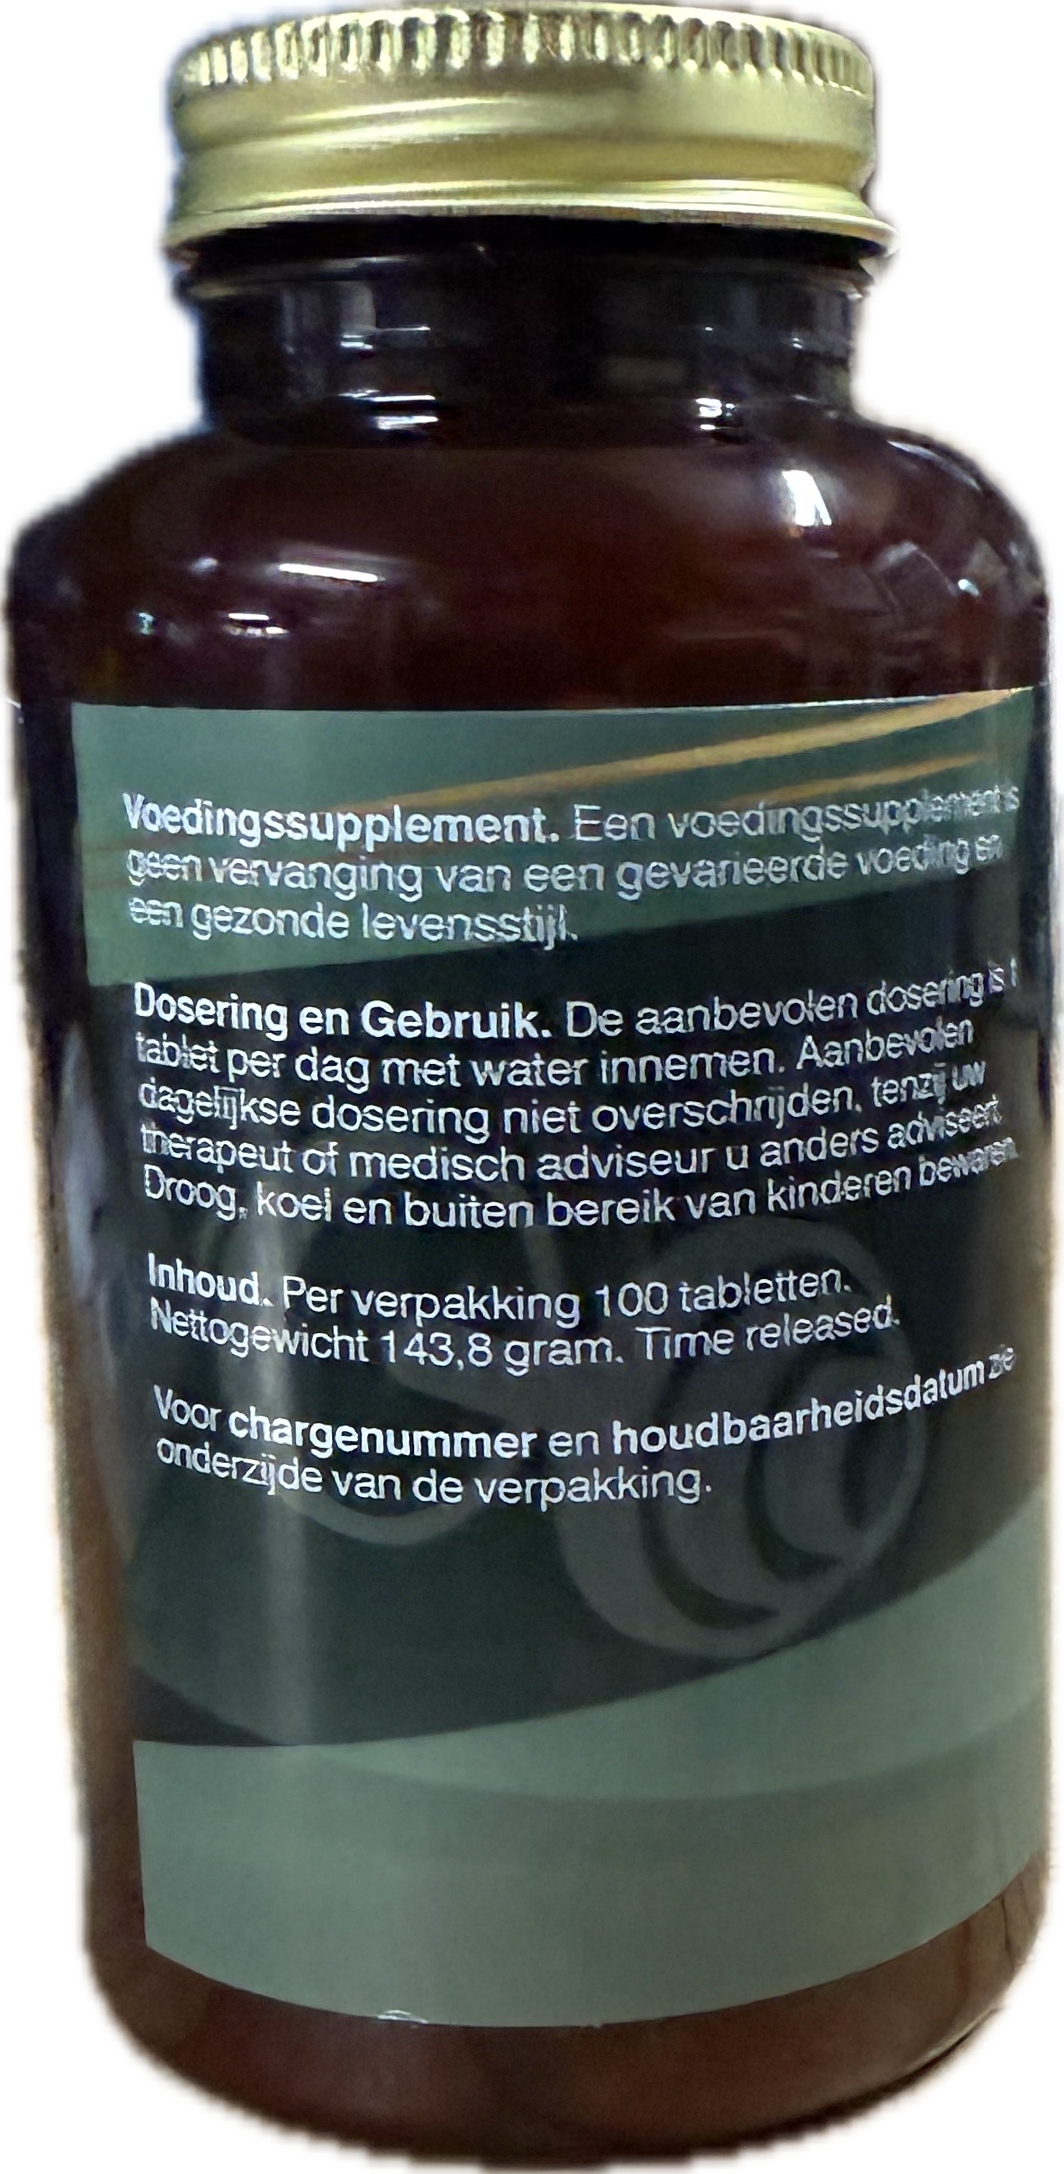 Voedingssupplement. Een voedingssupplement is
geen vervanging van een gevarieerde voeding en
een gezonde levensstijl.
Dosering en Gebruik. De aanbevolen dosering is 1
tablet per dag met water innemen. Aanbevolen
dagelijkse dosering niet overschrijden, tenzij uw
therapeut of medisch adviseur u anders adviseert.
Droog, koel en buiten bereik van kinderen bewaren.
Inhoud. Per verpakking 100 tabletten.
Nettogewicht 143,8 gram. Time released.
Voor chargenummer en houdbaarheidsdatum zie
onderzijde van de verpakking.